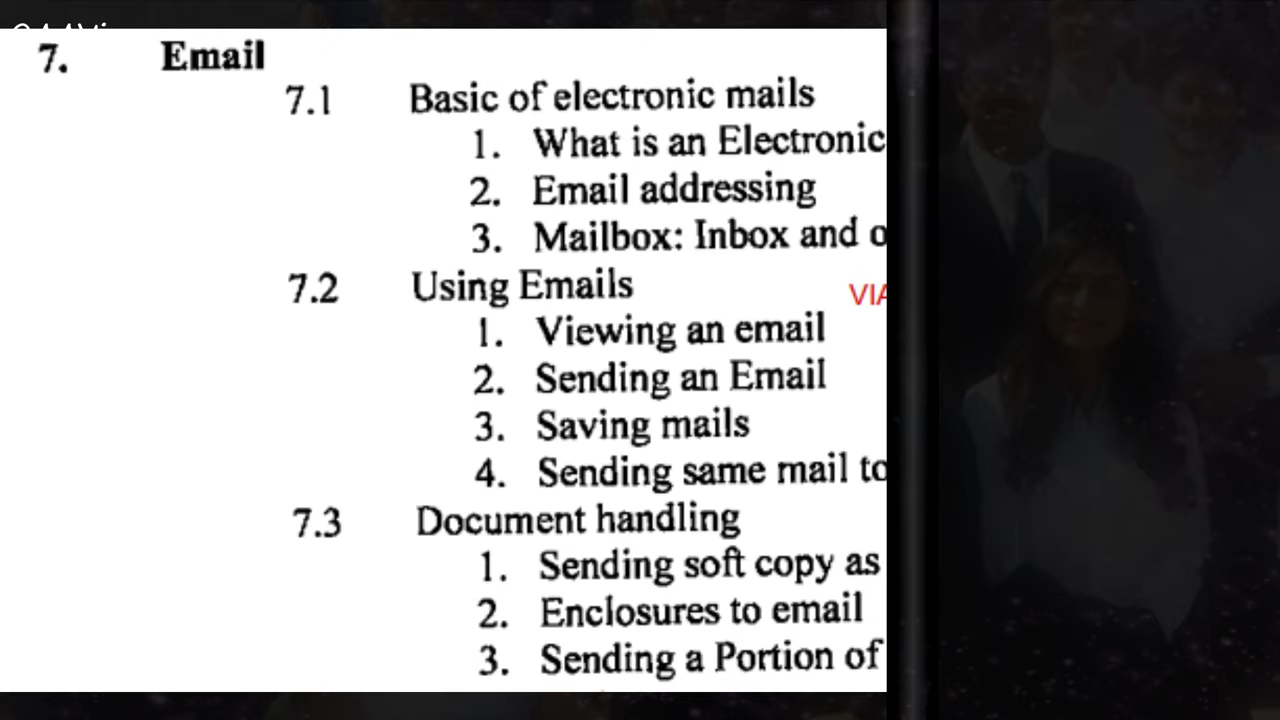 7. Email
7.1 Basic of electronic mails
1. What is an Electronic
2. Email addressing
3. Mailbox: Inbox and o
7.2 Using Emails
VIA
1. Viewing an email
2. Sending an Email
3. Saving mails
4. Sending same mail to
7.3 Document handling
1. Sending soft copy as
2. Enclosures to email
3. Sending a Portion of